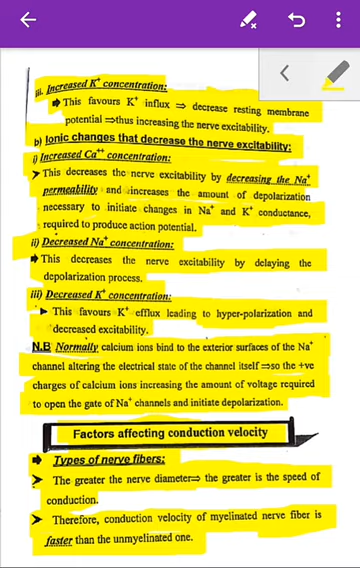 iii. Increased K⁺ concentration:
➡ This favours K⁺ influx ⇒ decrease resting membrane
potential ⇒thus increasing the nerve excitability.
b) Ionic changes that decrease the nerve excitability:
i) Increased Ca⁺⁺ concentration:
➤ This decreases the nerve excitability by decreasing the Na⁺
permeability and increases the amount of depolarization
necessary to initiate changes in Na⁺ and K⁺ conductance,
required to produce action potential.
ii) Decreased Na⁺ concentration:
➡ This decreases the nerve excitability by delaying the
depolarization process.
iii) Decreased K⁺ concentration:
➤ This favours K⁺ efflux leading to hyper-polarization and
decreased excitability.
N.B Normally calcium ions bind to the exterior surfaces of the Na⁺
channel altering the electrical state of the channel itself ⇒so the +ve
charges of calcium ions increasing the amount of voltage required
to open the gate of Na⁺ channels and initiate depolarization.
Factors affecting conduction velocity
➡ Types of nerve fibers:
➤ The greater the nerve diameter⇒ the greater is the speed of
conduction.
➤ Therefore, conduction velocity of myelinated nerve fiber is
faster than the unmyelinated one.